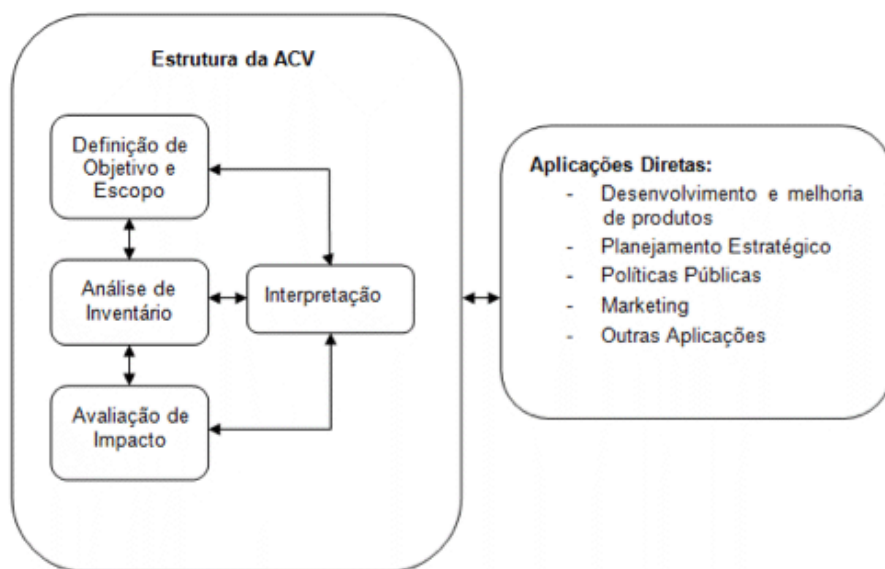 Estrutura da ACV
Definição de
Objetivo e
Escopo
Análise de
Inventário
Interpretação
Avaliação de
Impacto
Aplicações Diretas:
- Desenvolvimento e melhoria
de produtos
- Planejamento Estratégico
- Políticas Públicas
- Marketing
- Outras Aplicações